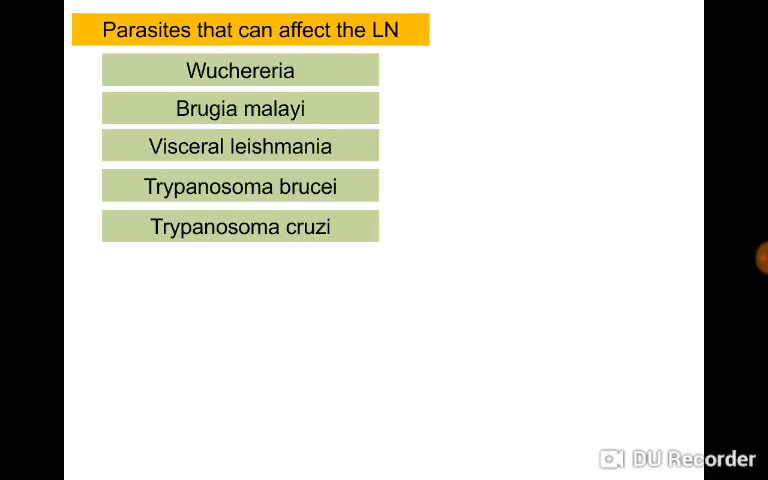 Parasites that can affect the LN
Wuchereria
Brugia malayi
Visceral leishmania
Trypanosoma brucei
Trypanosoma cruzi
DU Recorder